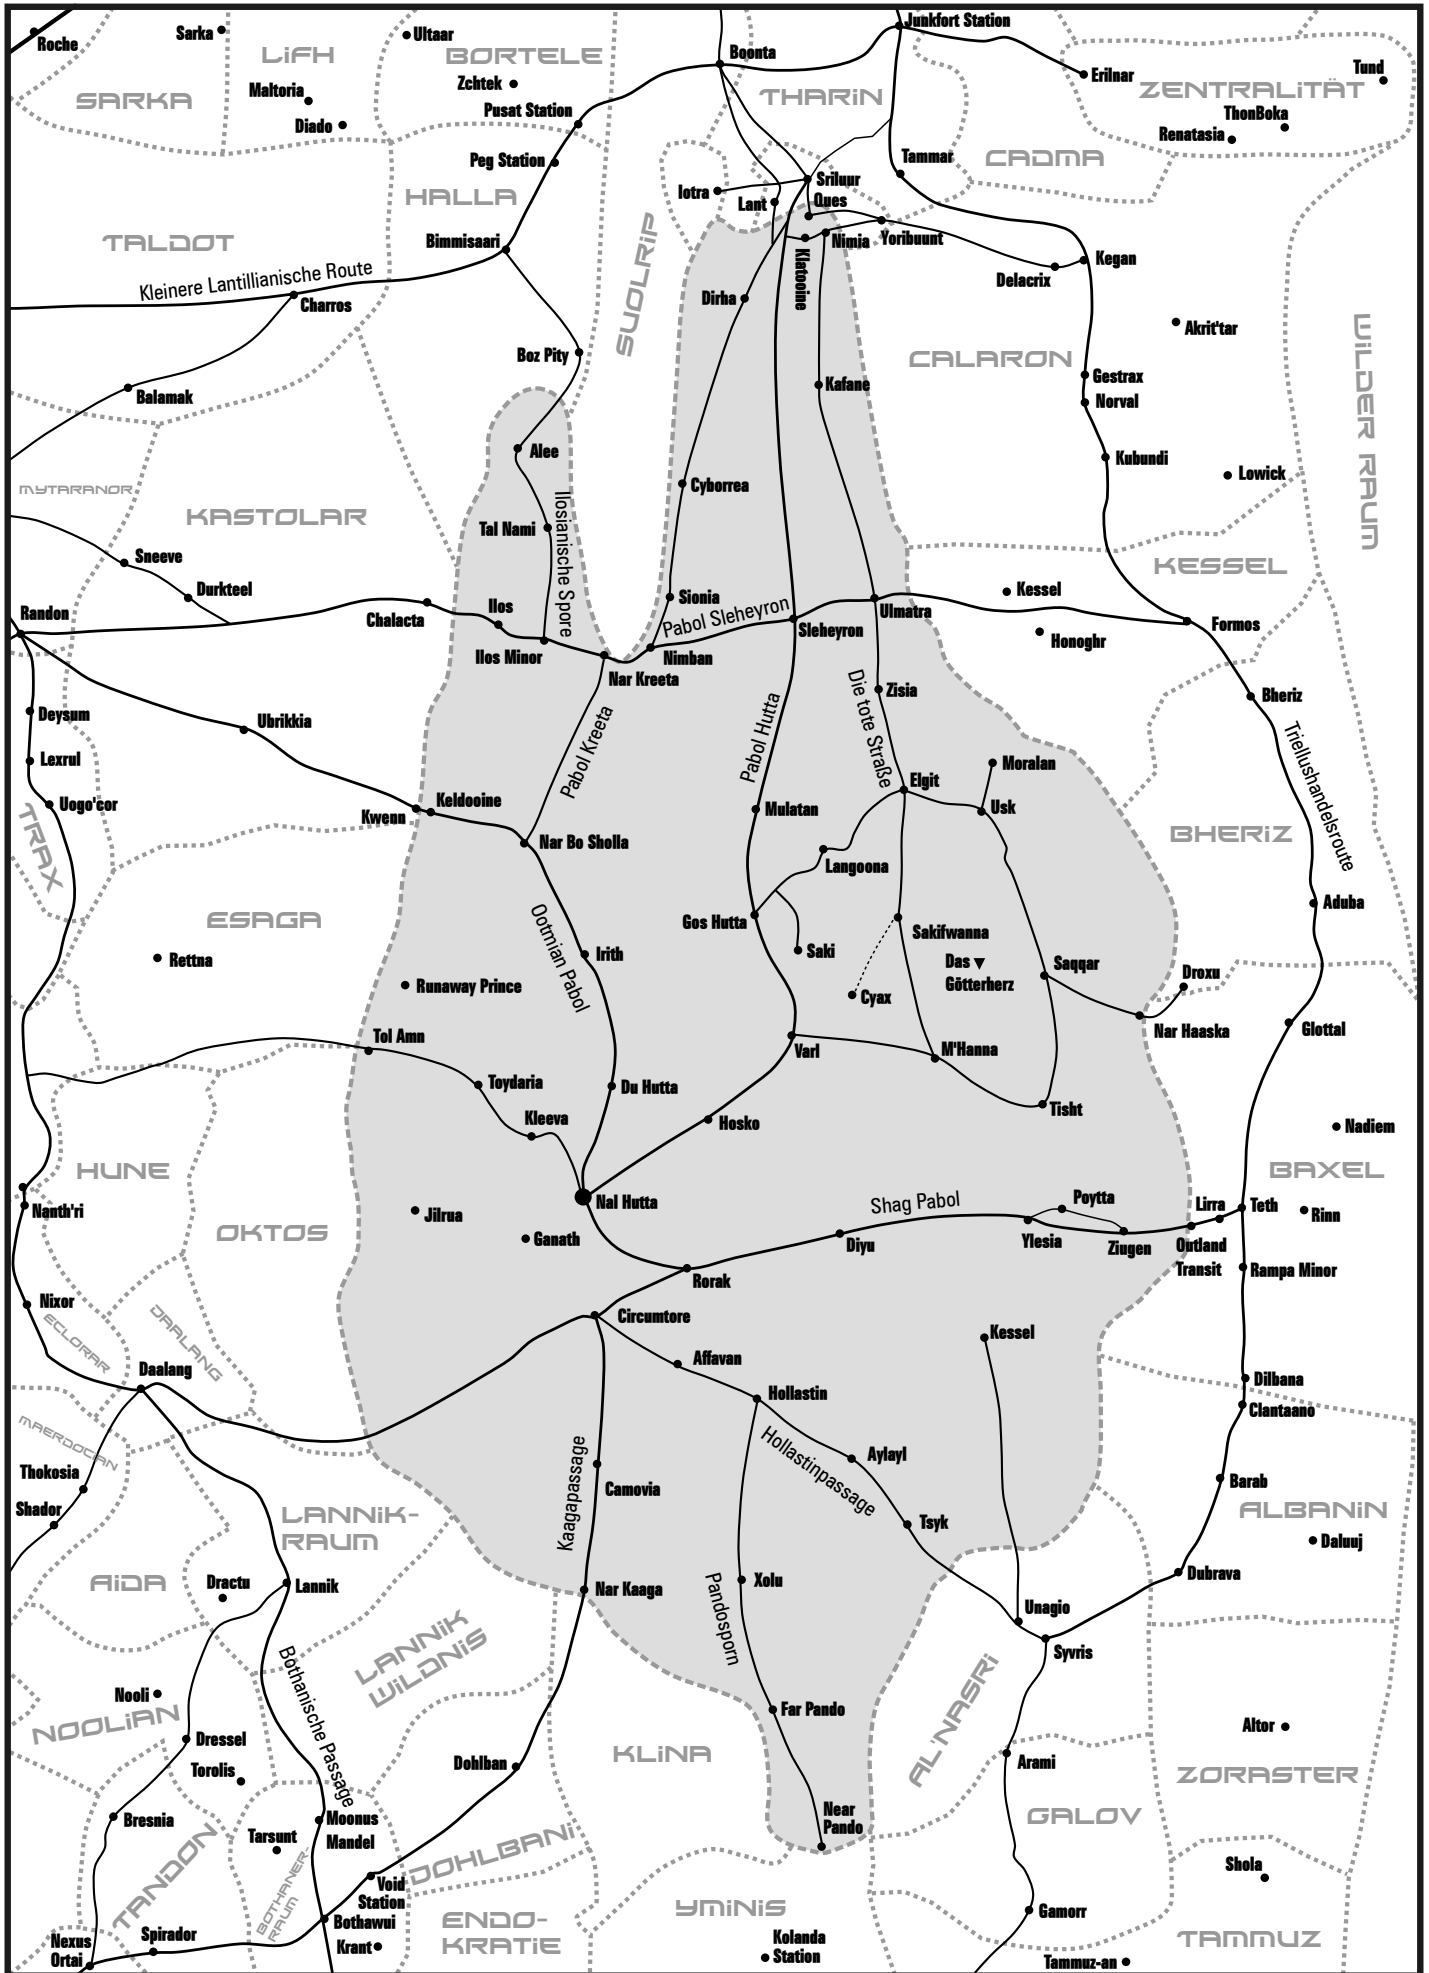 Junkfort Station
Roche
Sarka
Ultaar
LiFH
BORTELE
Boonta
Erilnar
Tund
Maltoria
Zchtek
THARiN
ZENTRALiTÄT
SARKA
Pusat Station
ThonBoka
Diado
Renatasia
Peg Station
Tammar
CADMA
Iotra
Sriluur
HALLA
Lant
Ques
SUOLRiP
TALDOT
Bimmisaari
Nimia
Yoribuunt
Klatooine
Kegan
Kleinere Lantillianische Route
Delacrix
Charros
Dirha
Akrit'tar
WiLDER RAUM
Boz Pity
CALARON
Kafane
Gestrax
Balamak
Norval
Alee
Kubundi
MYTARANOR
Cyborrea
Lowick
KASTOLAR
Tal Nami
Ilosianische Spore
Sneeve
KESSEL
Durkteel
Kessel
Randon
Chalacta
Ilos
Sionia
Pabol Sleheyron
Ulmatra
Sleheyron
Formos
Honoghr
Ilos Minor
Nimban
Nar Kreeta
Zisia
Bheriz
Deysum
Ubrikkia
Die tote Straße
Pabol Kreeta
Pabol Hutta
Triellushandelsroute
Lexrul
Moralan
Elgit
Uogo'cor
Keldooine
Kwenn
Mulatan
Usk
TRAX
Nar Bo Sholla
BHERiZ
Langoona
ESAGA
Aduba
Gos Hutta
Ootmian Pabol
Sakifwanna
Rettna
Irith
Saki
Das
Götterherz
Saqqar
Droxu
Runaway Prince
Cyax
Tol Amn
Nar Haaska
Glottal
Varl
M'Hanna
Toydaria
Du Hutta
Kleeva
Hosko
Tisht
Nadiem
HUNE
BAXEL
Nanth'ri
Nal Hutta
Shag Pabol
Poytta
Lirra
Teth
Jilrua
Rinn
OKTOS
Ganath
Diyu
Ylesia
Ziugen
Outland
Transit
Rorak
Rampa Minor
Nixor
Circumtore
Kessel
ECLORAR
DAALANG
Affavan
Daalang
Hollastin
Dilbana
Clantaano
MAERDOCIAN
Aylayl
Hollastinpassage
Thokosia
Kaagapassage
Camovia
Barab
Shador
LANNiK-
RAUM
Tsyk
ALBANiN
Daluuj
AiDA
Dractu
Lannik
Nar Kaaga
Xolu
Dubrava
Pandosporn
LANNiK
WiLDNiS
Unagio
Syvris
Bothanische Passage
Nooli
NOOLiAN
Far Pando
AL'NASRi
Altor
Dressel
KLiNA
Arami
Torolis
Dohlban
ZORASTER
Bresnia
Moonus
Mandel
Near
Pando
GALOV
Tarsunt
TANDON
DOHLBANi
BOTHANER-
RAUM
Void
Station
Shola
Spirador
Bothawui
ENDO-
KRATiE
YMiNiS
Gamorr
Nexus
Ortai
Krant
Kolanda
Station
TAMMUZ
Tammuz-an